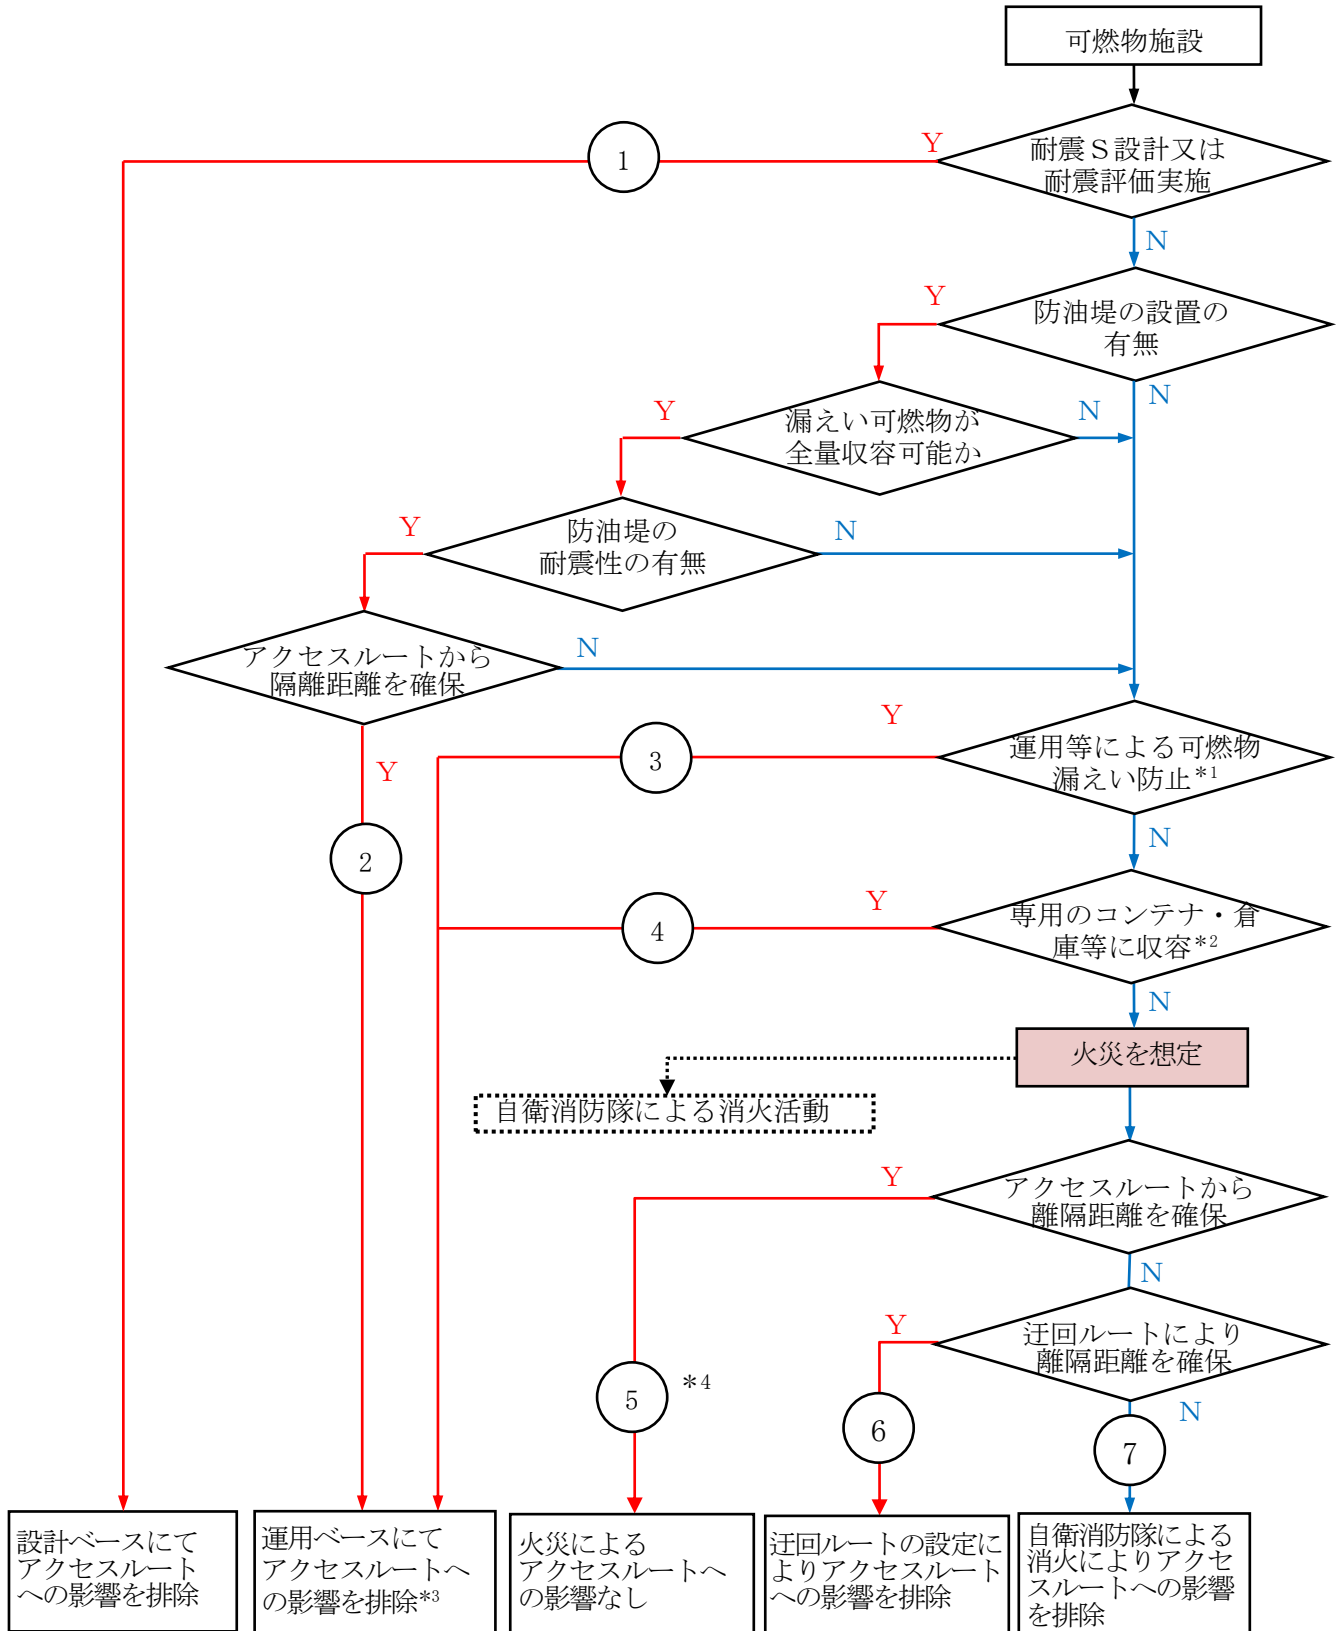 可燃物施設
Y
耐震Ｓ設計又は
耐震評価実施
1
N
Y
防油堤の設置の
有無
N
Y
漏えい可燃物が
全量収容可能か
N
Y
防油堤の
耐震性の有無
N
アクセスルートから
隔離距離を確保
N
Y
Y
運用等による可燃物
漏えい防止*1
3
N
2
Y
専用のコンテナ・倉
庫等に収容*2
4
N
火災を想定
自衛消防隊による消火活動
Y
アクセスルートから
離隔距離を確保
N
Y
迂回ルートにより
離隔距離を確保
5
*4
N
6
7
設計ベースにて
アクセスルート
への影響を排除
運用ベースにて
アクセスルートへ
の影響を排除*3
火災による
アクセスルートへ
の影響なし
迂回ルートの設定に
よりアクセスルート
への影響を排除
自衛消防隊による
消火によりアクセ
スルートへの影響
を排除